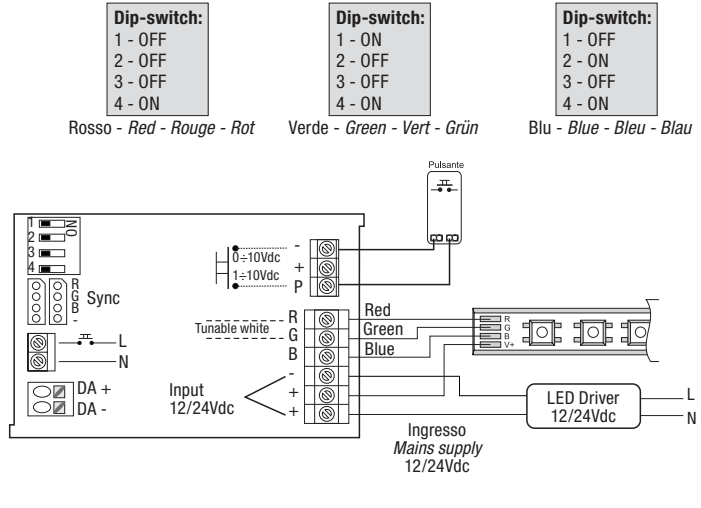 Dip-switch:
1 - OFF
2 - OFF
3 - OFF
4 - ON
Rosso - Red - Rouge - Rot
Dip-switch:
1 - ON
2 - OFF
3 - OFF
4 - ON
Verde - Green - Vert - Grün
Dip-switch:
1 - OFF
2 - ON
3 - OFF
4 - ON
Blu - Blue - Bleu - Blau
Pulsante
1
2
3
4
ON
0÷10Vdc
1÷10Vdc
-
+
P
R
G
B
-
Sync
L
N
DA +
DA -
Tunable white
R
G
B
-
+
+
Input
12/24Vdc
Red
Green
Blue
R
G
B
V+
LED Driver
12/24Vdc
L
N
Ingresso
Mains supply
12/24Vdc